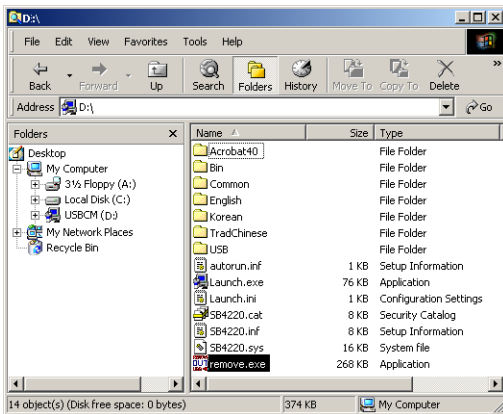 D:\
File Edit View Favorites Tools Help
Back Forward Up Search Folders History Move To Copy To Delete »
Address D:\ Go
Folders x Name Size Type
Desktop
My Computer
3½ Floppy (A:)
Local Disk (C:)
USBCM (D:)
My Network Places
Recycle Bin
Acrobat40 File Folder
Bin File Folder
Common File Folder
English File Folder
Korean File Folder
TradChinese File Folder
USB File Folder
autorun.inf 1 KB Setup Information
Launch.exe 76 KB Application
Launch.ini 1 KB Configuration Settings
SB4220.cat 8 KB Security Catalog
SB4220.inf 8 KB Setup Information
SB4220.sys 16 KB System file
remove.exe 268 KB Application
14 object(s) (Disk free space: 0 bytes) 374 KB My Computer